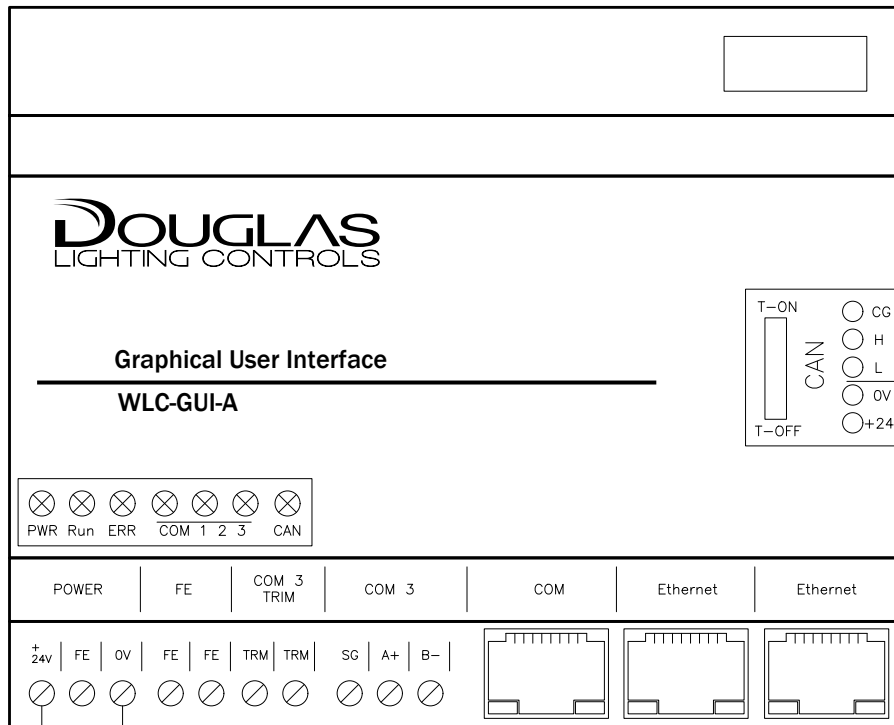 DOUGLAS
LIGHTING CONTROLS
T-ON
CG
H
CAN
L
0V
+24
T-OFF
Graphical User Interface
WLC-GUI-A
PWR Run ERR COM 1 2 3 CAN
POWER FE COM 3 TRIM COM 3 COM Ethernet Ethernet
+24V FE 0V FE FE TRM TRM SG A+ B-